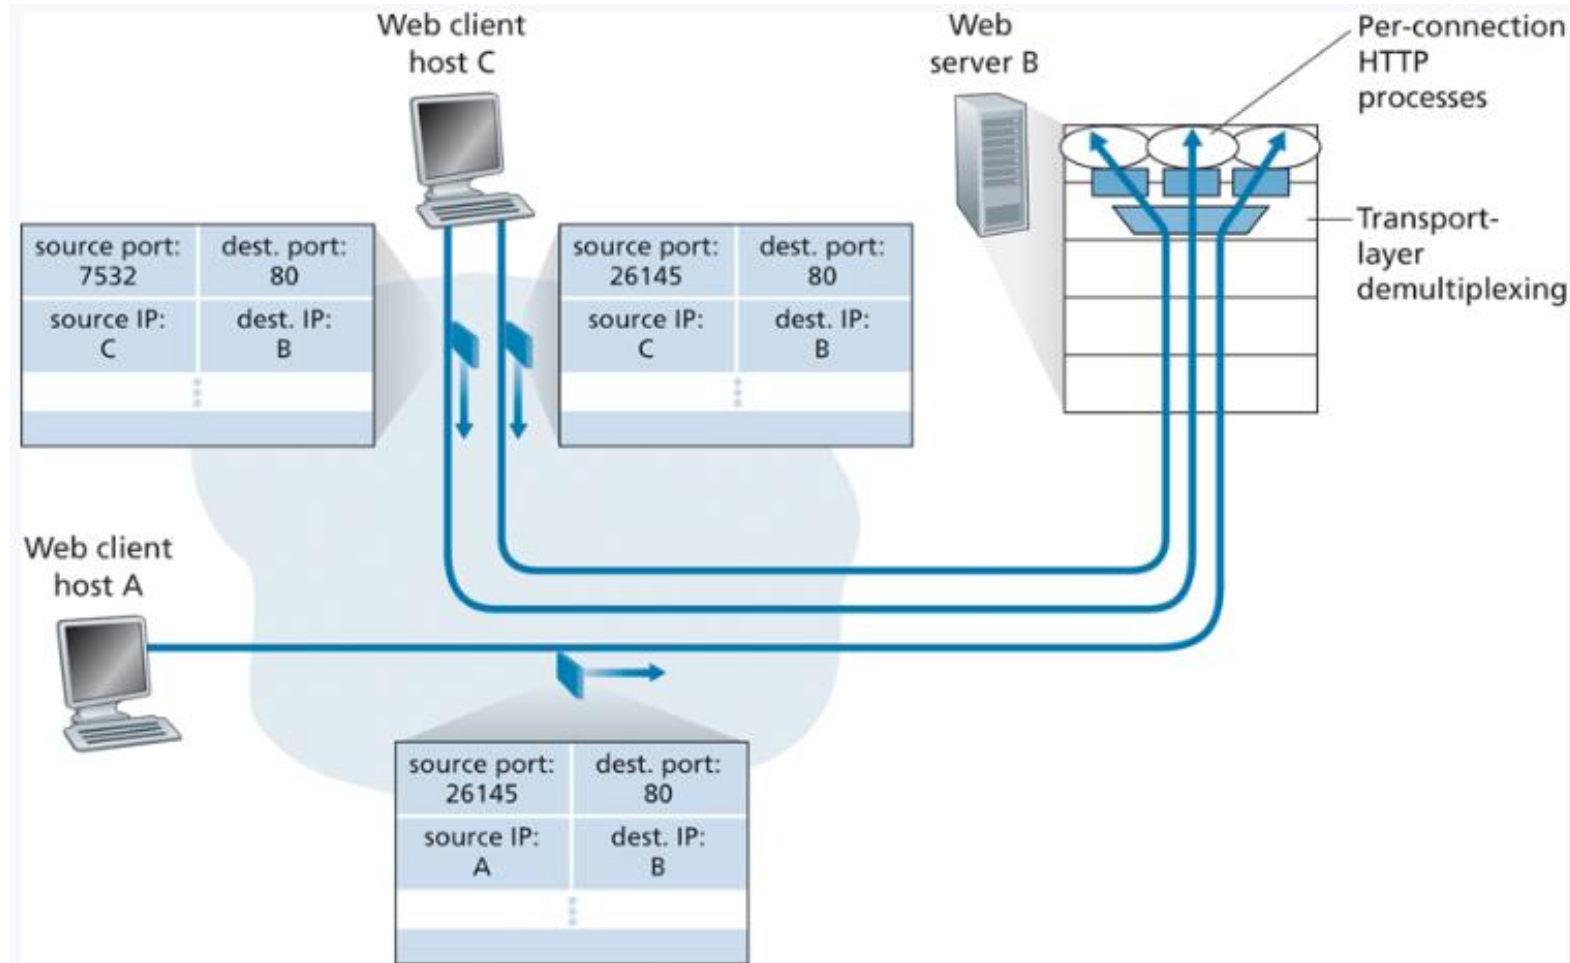 Web client
host C
Web
server B
Per-connection
HTTP
processes
Transport-
layer
demultiplexing
source port:
7532
dest. port:
80
source IP:
C
dest. IP:
B
source port:
26145
dest. port:
80
source IP:
C
dest. IP:
B
Web client
host A
source port:
26145
dest. port:
80
source IP:
A
dest. IP:
B